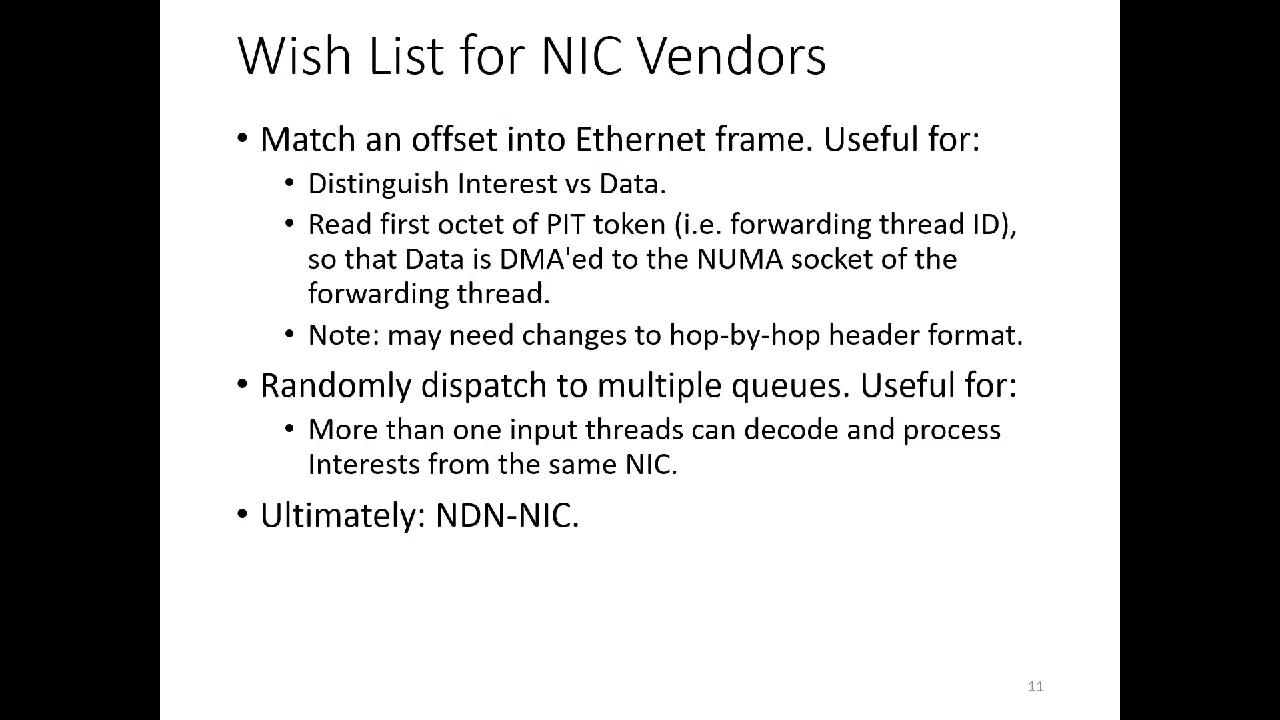 Wish List for NIC Vendors
• Match an offset into Ethernet frame. Useful for:
• Distinguish Interest vs Data.
• Read first octet of PIT token (i.e. forwarding thread ID),
so that Data is DMA'ed to the NUMA socket of the
forwarding thread.
• Note: may need changes to hop-by-hop header format.
• Randomly dispatch to multiple queues. Useful for:
• More than one input threads can decode and process
Interests from the same NIC.
• Ultimately: NDN-NIC.
11